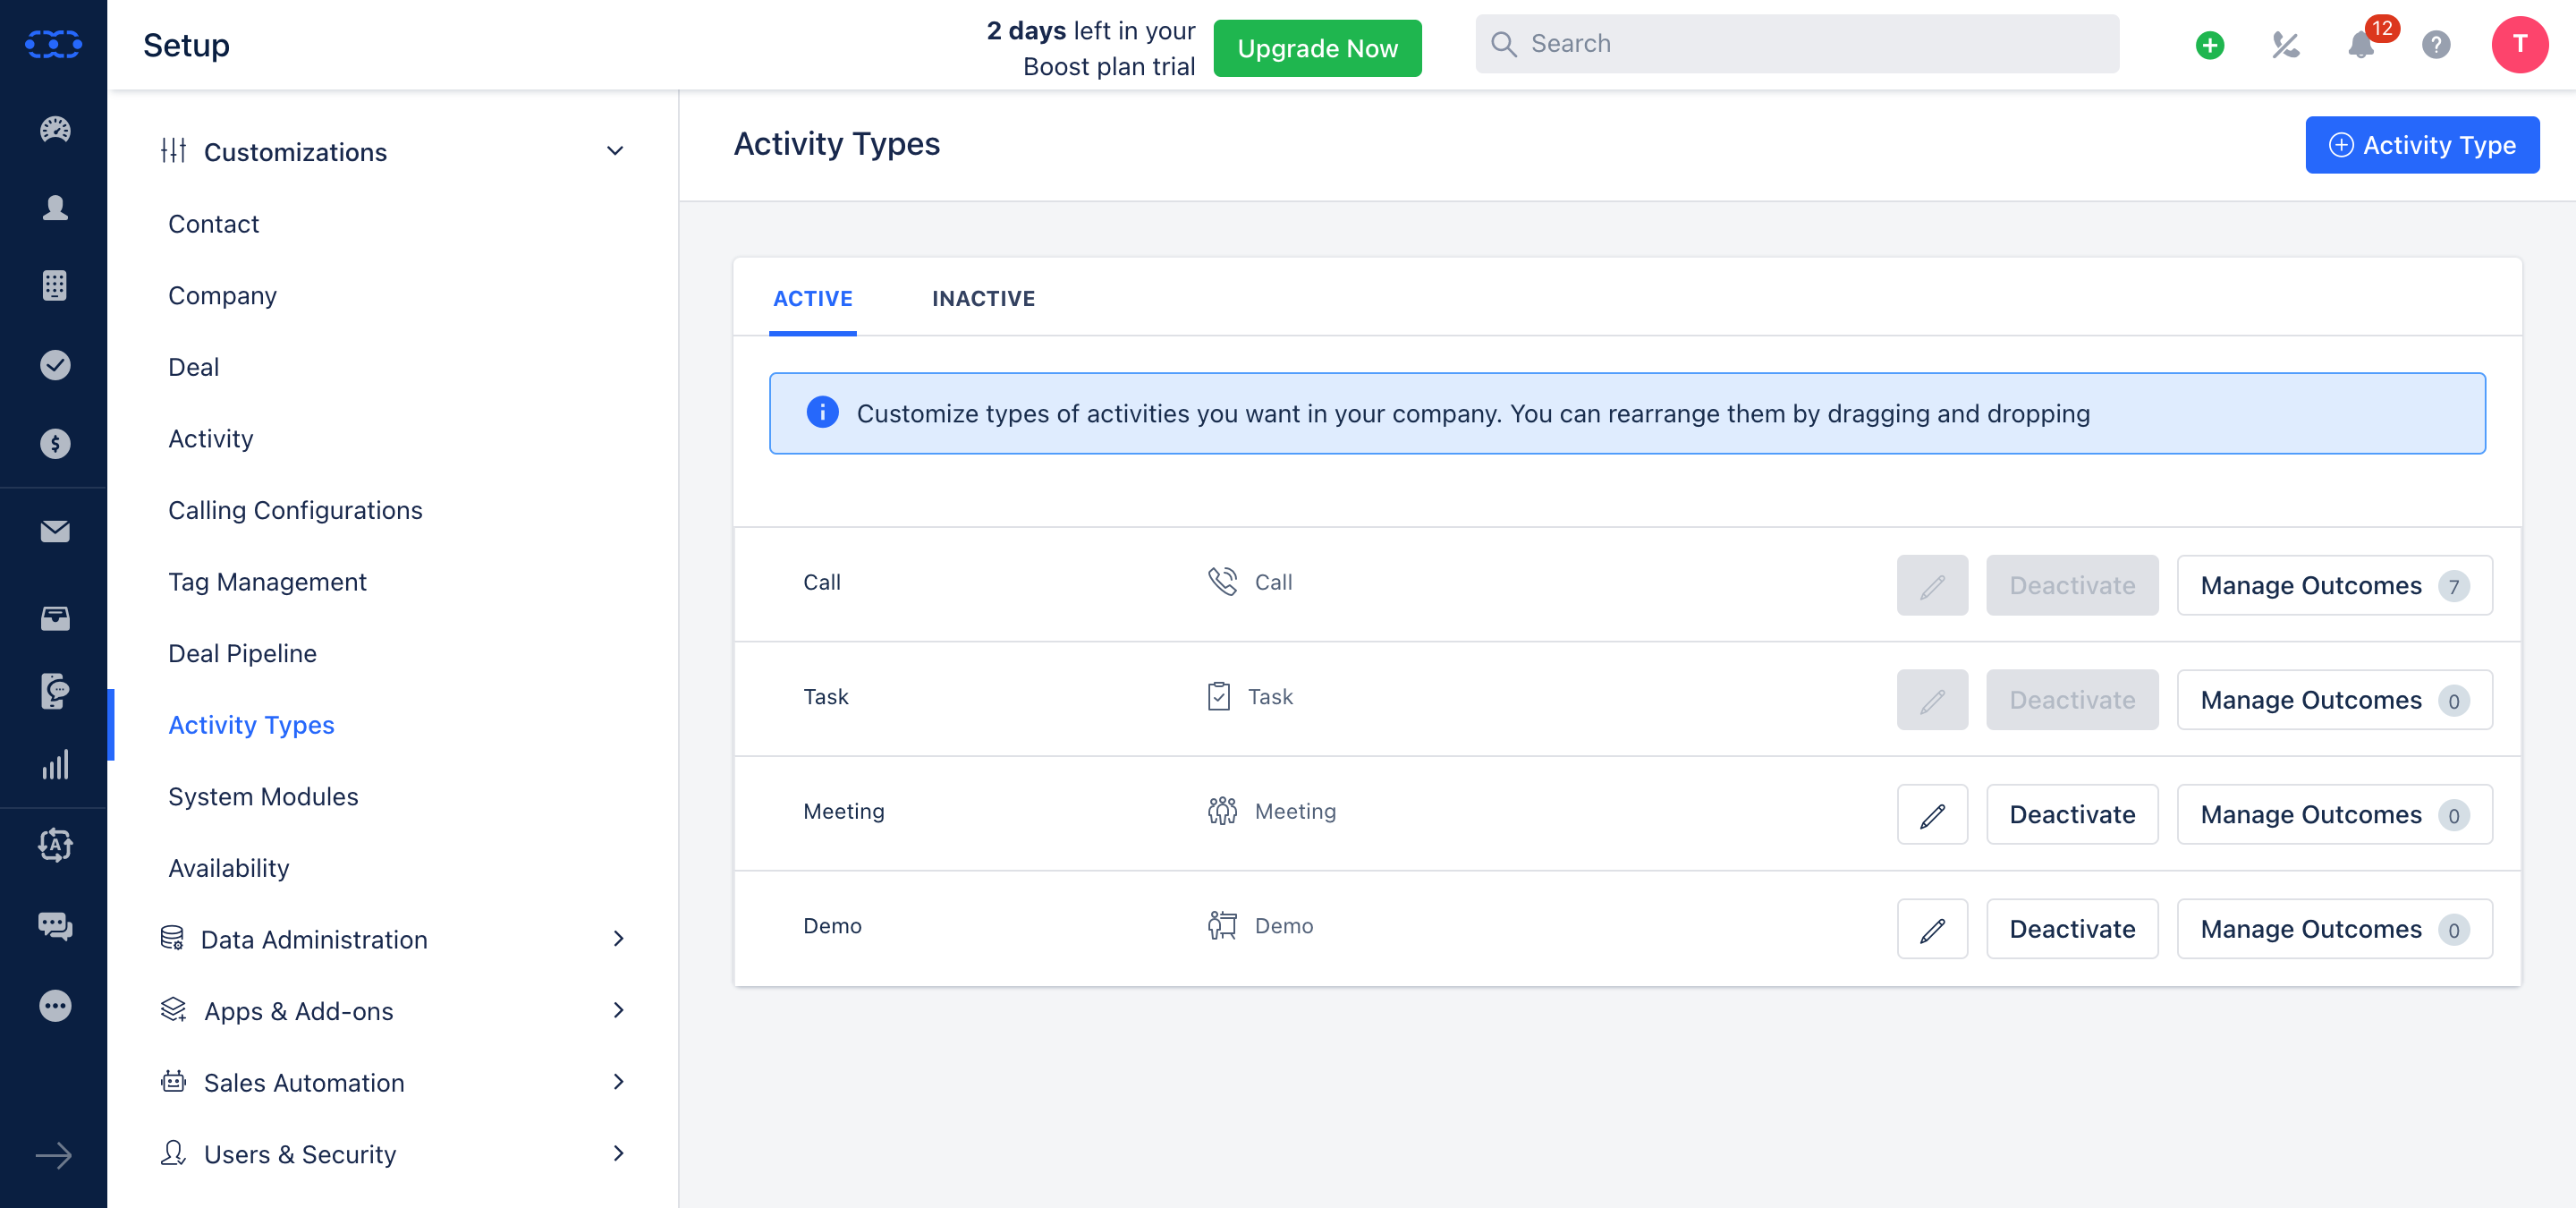 Setup
2 days left in your
Boost plan trial
Upgrade Now
Search
12
?
T
Customizations
Contact
Company
Deal
Activity
Calling Configurations
Tag Management
Deal Pipeline
Activity Types
System Modules
Availability
Data Administration
Apps & Add-ons
Sales Automation
Users & Security
Activity Types
Activity Type
ACTIVE INACTIVE
Customize types of activities you want in your company. You can rearrange them by dragging and dropping
Call Call Deactivate Manage Outcomes 7
Task Task Deactivate Manage Outcomes 0
Meeting Meeting Deactivate Manage Outcomes 0
Demo Demo Deactivate Manage Outcomes 0